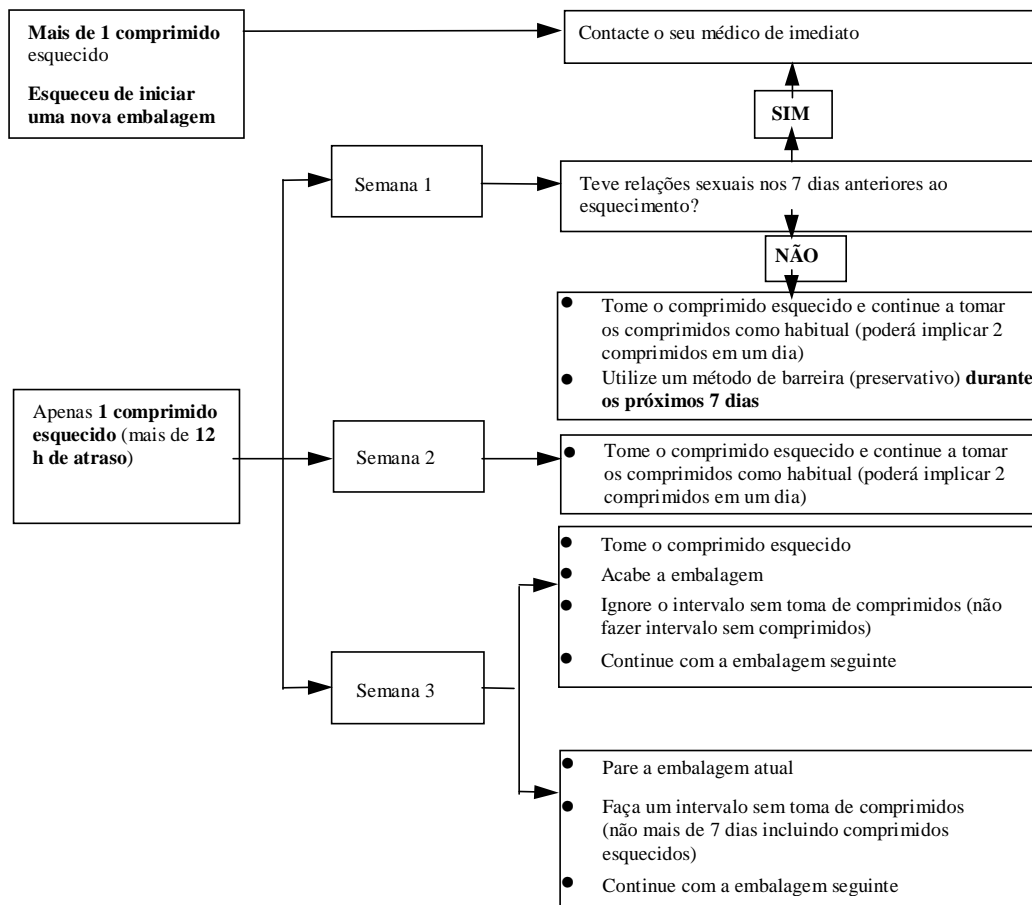 Mais de 1 comprimido
esquecido
Esqueceu de iniciar
uma nova embalagem
Contacte o seu médico de imediato
SIM
Semana 1
Teve relações sexuais nos 7 dias anteriores ao
esquecimento?
NÃO
● Tome o comprimido esquecido e continue a tomar
os comprimidos como habitual (poderá implicar 2
comprimidos em um dia)
● Utilize um método de barreira (preservativo) durante
os próximos 7 dias
Apenas 1 comprimido
esquecido (mais de 12
h de atraso)
Semana 2
● Tome o comprimido esquecido e continue a tomar
os comprimidos como habitual (poderá implicar 2
comprimidos em um dia)
Semana 3
● Tome o comprimido esquecido
● Acabe a embalagem
● Ignore o intervalo sem toma de comprimidos (não
fazer intervalo sem comprimidos)
● Continue com a embalagem seguinte
● Pare a embalagem atual
● Faça um intervalo sem toma de comprimidos
(não mais de 7 dias incluindo comprimidos
esquecidos)
● Continue com a embalagem seguinte